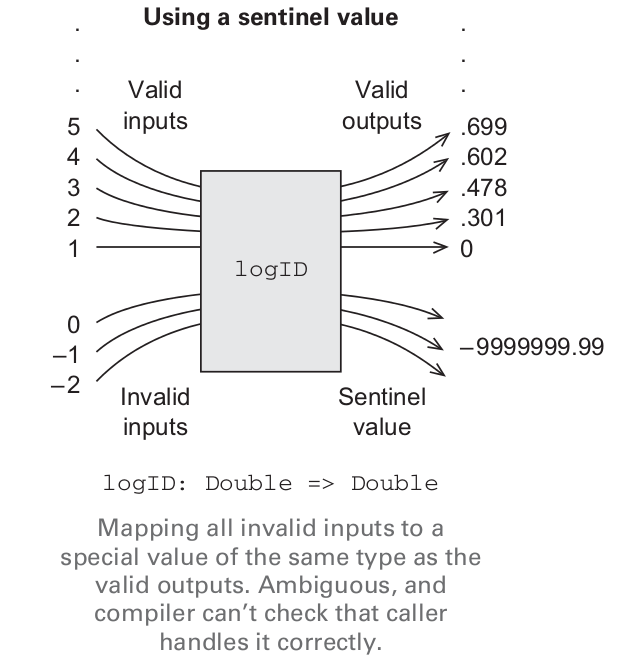 Using a sentinel value
.
.
.
.
.
.
Valid
inputs
Valid
outputs
5
4
3
2
1
.699
.602
.478
.301
0
logID
0
−1
−2
−9999999.99
Invalid
inputs
Sentinel
value
logID: Double => Double
Mapping all invalid inputs to a
special value of the same type as the
valid outputs. Ambiguous, and
compiler can’t check that caller
handles it correctly.